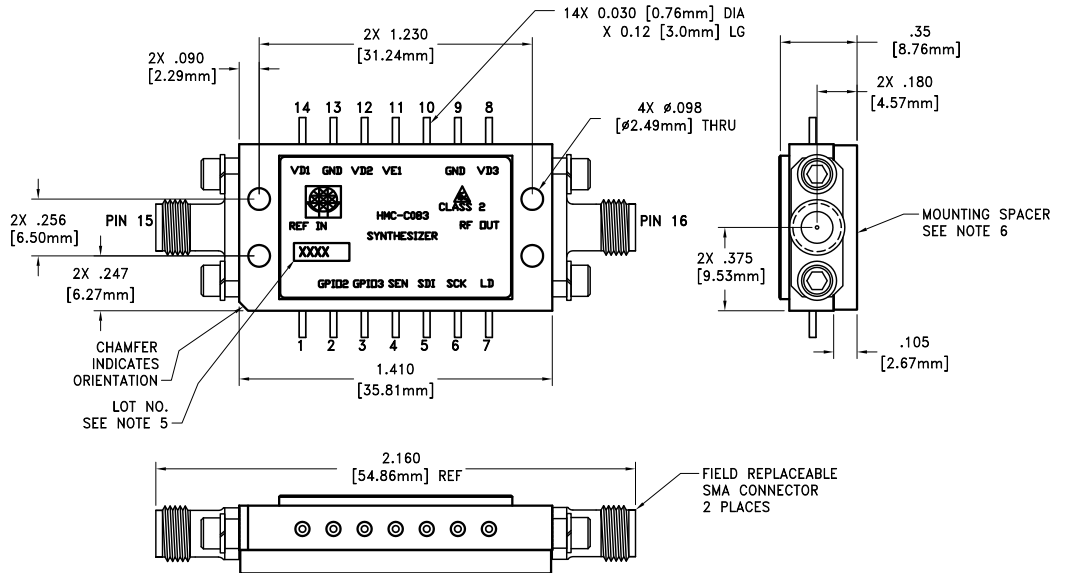 14X 0.030 [0.76mm] DIA
X 0.12 [3.0mm] LG
2X 1.230
[31.24mm]
2X .090
[2.29mm]
4X ø.098
[ø2.49mm] THRU
14 13 12 11 10 9 8
VD1 GND VD2 VE1 GND VD3
CLASS 2
HMC-C083
REF IN
RF OUT
SYNTHESIZER
XXXX
GPIO2 GPIO3 SEN SDI SCK LD
PIN 15
PIN 16
2X .256
[6.50mm]
2X .247
[6.27mm]
1 2 3 4 5 6 7
CHAMFER
INDICATES
ORIENTATION
LOT NO.
SEE NOTE 5
1.410
[35.81mm]
.35
[8.76mm]
2X .180
[4.57mm]
MOUNTING SPACER
SEE NOTE 6
2X .375
[9.53mm]
.105
[2.67mm]
2.160
[54.86mm] REF
FIELD REPLACEABLE
SMA CONNECTOR
2 PLACES